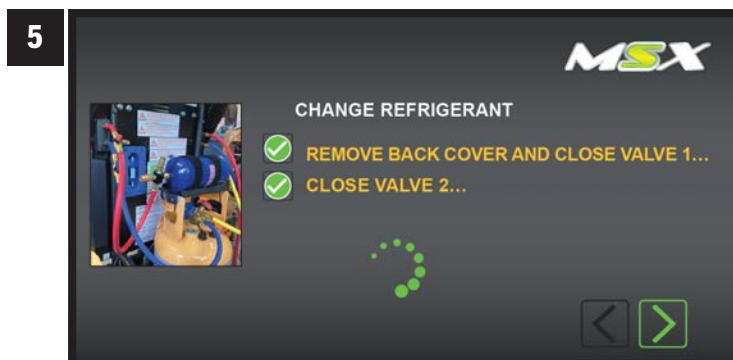 5
MSX
CHANGE REFRIGERANT
REMOVE BACK COVER AND CLOSE VALVE 1...
CLOSE VALVE 2...